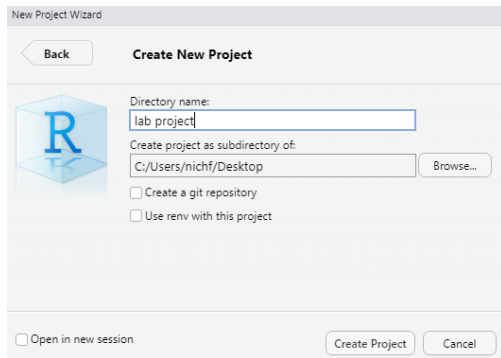 New Project Wizard
Back
Create New Project
R
Directory name:
lab project
Create project as subdirectory of:
C:/Users/nichf/Desktop
Browse...
Create a git repository
Use renv with this project
Open in new session
Create Project
Cancel